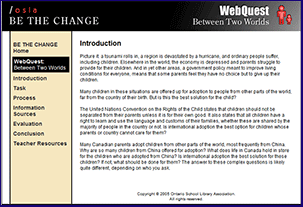 / osia
BE THE CHANGE
WebQuest
Between Two Worlds
BE THE CHANGE
Home
WebQuest:
Between Two Worlds
Introduction
Task
Process
Information
Sources
Evaluation
Conclusion
Teacher Resources
Introduction
Picture it: a tsunami rolls in, a region is devastated by a hurricane, and ordinary people suffer,
including children. Elsewhere in the world, the economy is depressed and parents struggle to
provide for their children. And in yet other areas, a government policy meant to improve living
conditions for everyone, means that some parents feel they have no choice but to give up their
children.
Many children in these situations are offered up for adoption to people from other parts of the world,
far from the country of their birth. But is this the best solution for the child?
The United Nations Convention on the Rights of the Child states that children should not be
separated from their parents unless it is for their own good. It also states that all children have a
right to learn and use the language and customs of their families, whether these are shared by the
majority of people in the country or not. Is international adoption the best option for children whose
parents or country cannot care for them?
Many Canadian parents adopt children from other parts of the world, most frequently from China.
Why are so many children from China offered for adoption? What does life in Canada hold in store
for the children who are adopted from China? Is international adoption the best solution for these
children? If not, what should be done for them? The answer to these complex questions is likely
quite different, depending on who you ask.
Copyright © 2005 Ontario School Library Association.
All rights reserved.